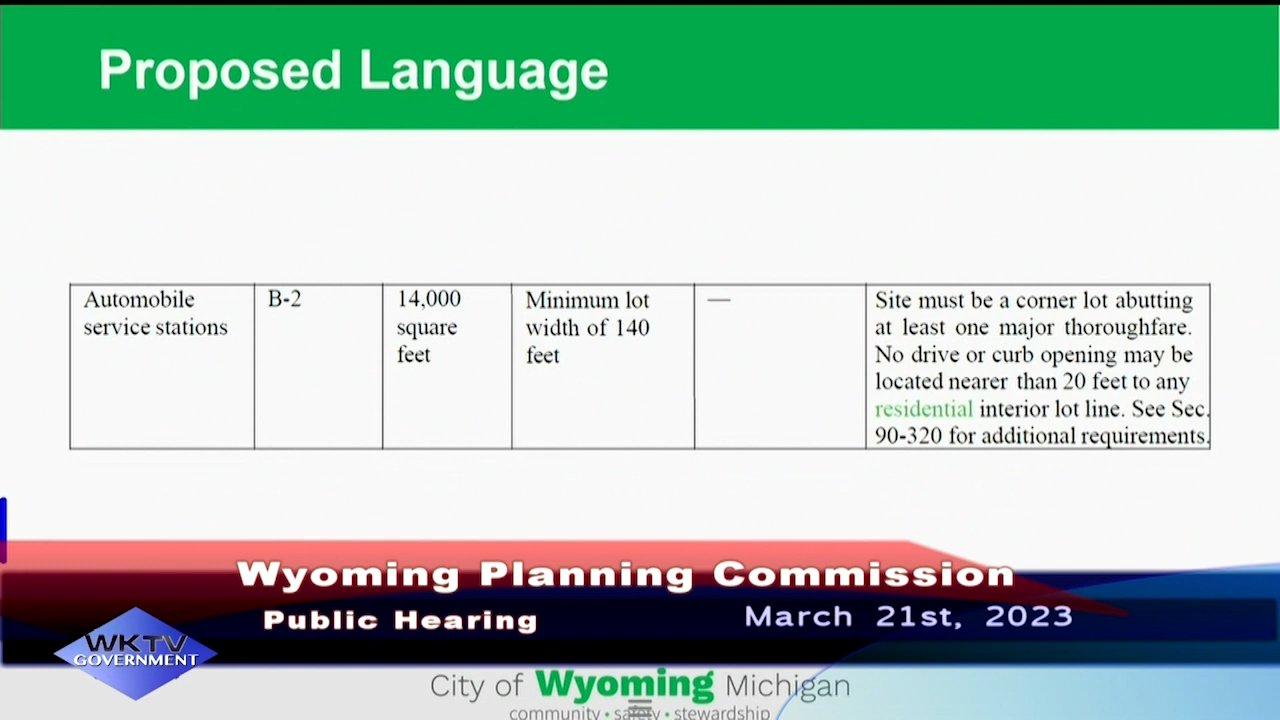 Proposed Language
Automobile
service stations
B-2
14,000
square
feet
Minimum lot
width of 140
feet
—
Site must be a corner lot abutting
at least one major thoroughfare.
No drive or curb opening may be
located nearer than 20 feet to any
residential interior lot line. See Sec.
90-320 for additional requirements.
Wyoming Planning Commission
Public Hearing
March 21st, 2023
WKTV
GOVERNMENT
City of Wyoming Michigan
community • safety • stewardship